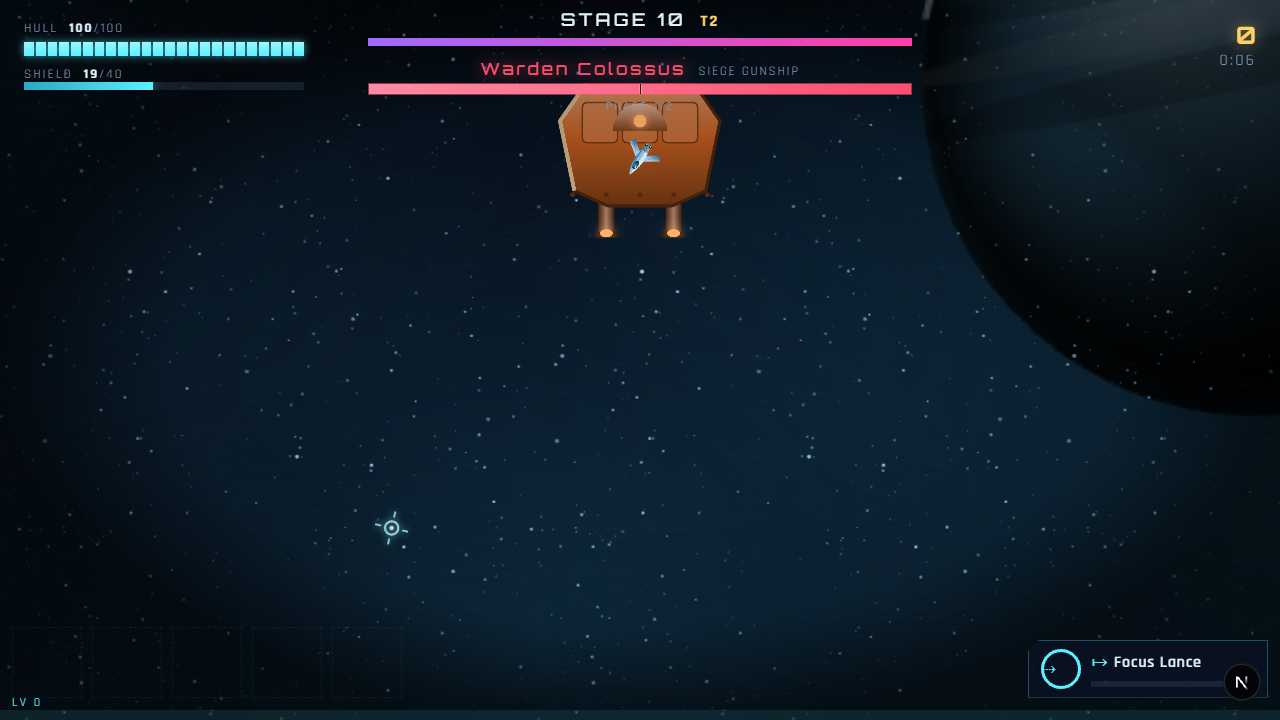 HULL 100/100
SHIELD 19/40
STAGE 10 T2
Warden Colossus SIEGE GUNSHIP
0
0:06
LV 0
↦ Focus Lance
N